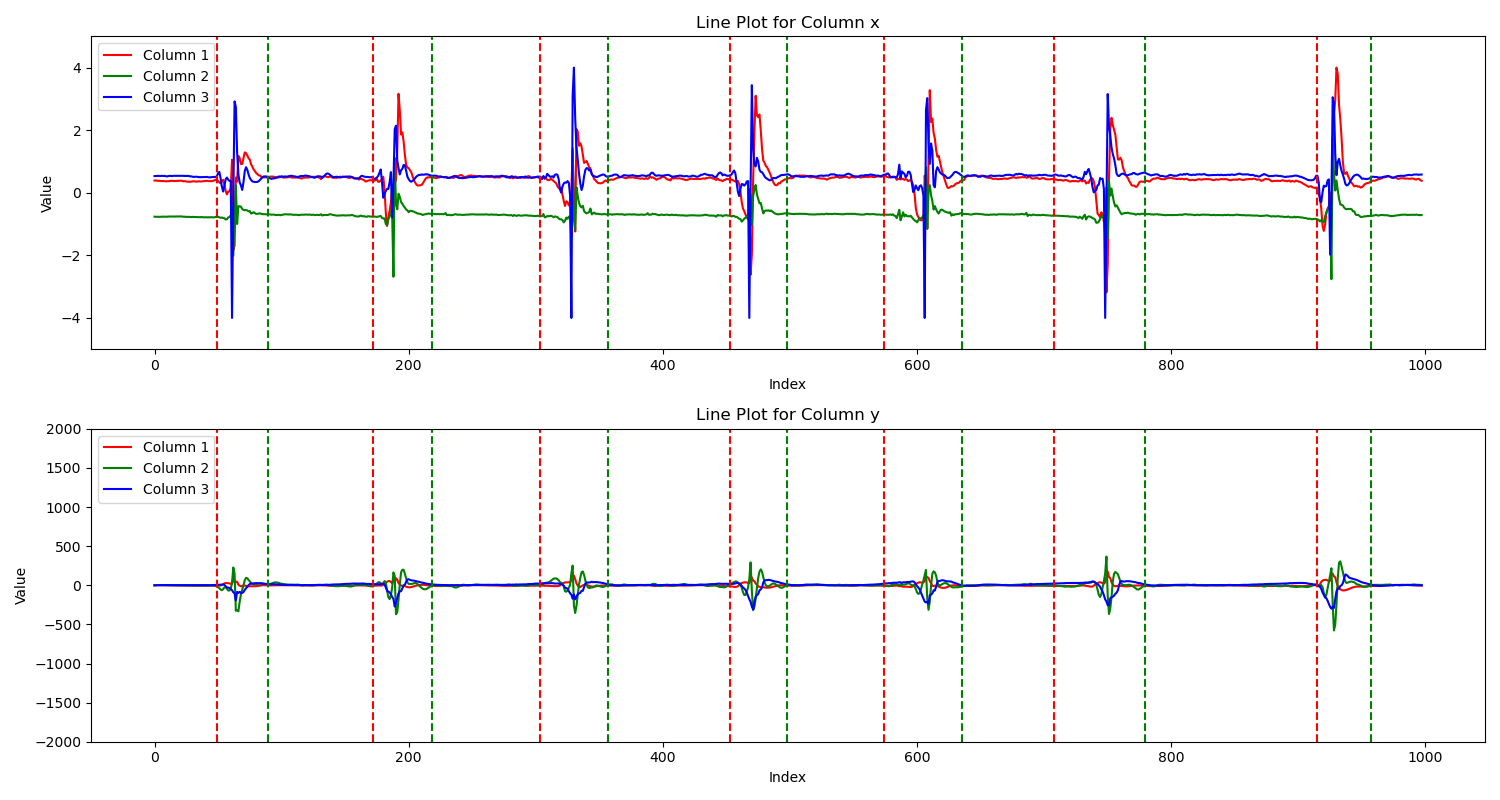 Line Plot for Column x
Column 1
Column 2
Column 3
4
2
0
−2
−4
Value
0
200
400
600
800
1000
Index
Line Plot for Column y
Column 1
Column 2
Column 3
2000
1500
1000
500
0
−500
−1000
−1500
−2000
Value
0
200
400
600
800
1000
Index